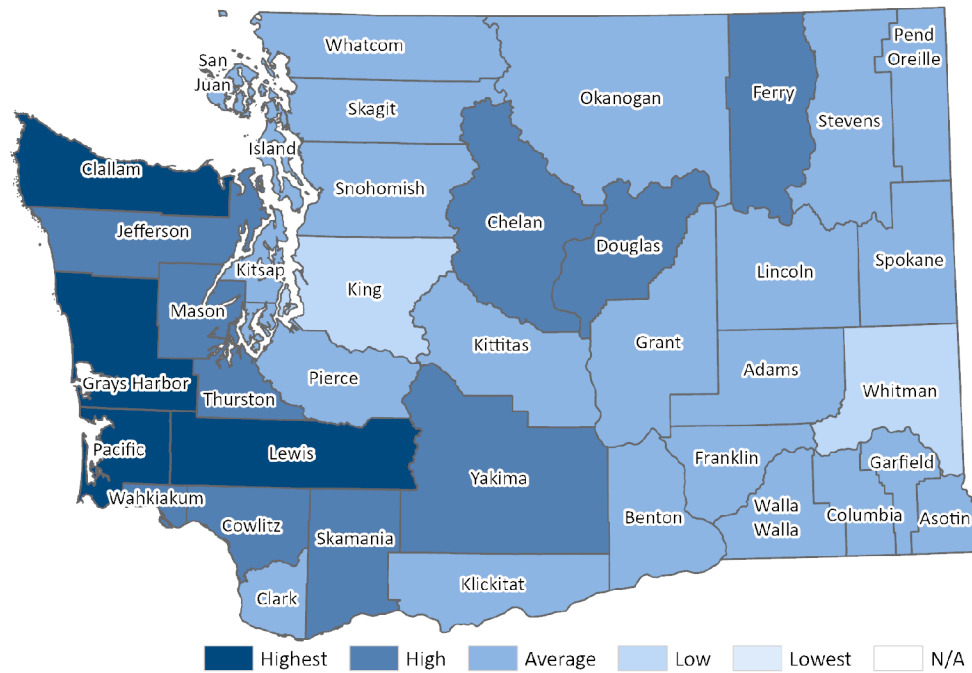 Whatcom
San
Juan
Skagit
Okanogan
Ferry
Pend
Oreille
Stevens
Island
Clallam
Snohomish
Chelan
Jefferson
Douglas
Kitsap
King
Lincoln
Spokane
Mason
Kittitas
Grant
Adams
Grays Harbor
Thurston
Pierce
Whitman
Pacific
Lewis
Yakima
Franklin
Garfield
Wahkiakum
Cowlitz
Skamania
Benton
Walla
Walla
Columbia
Asotin
Clark
Klickitat
Highest High Average Low Lowest N/A